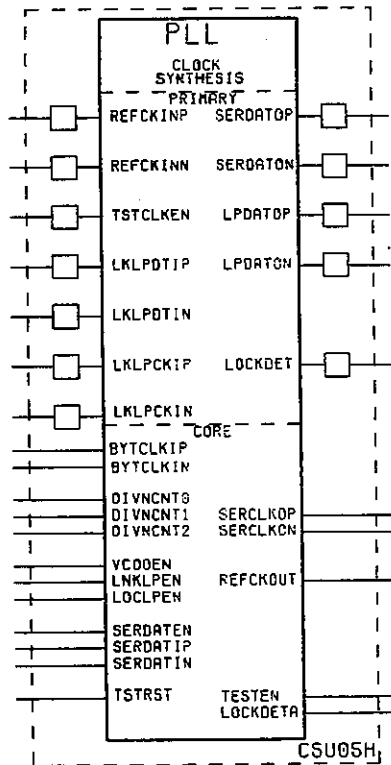 PLL
CLOCK
SYNTHESIS
PRIMARY
REFCKINP SERDATOP
REFCKINN SERDATON
TSTCLKEN LPDATOP
LKLPDTIP LPDATON
LKLPDTIN
LKLPCKIP LOCKDET
LKLPCKIN
CORE
BYTCLKIP
BYTCLKIN
DIVNCNT0
DIVNCNT1 SERCLKOP
DIVNCNT2 SERCLKON
VCOOEN
LNKLPEN REFCKOUT
LOCLPEN
SERDATEN
SERDATIP
SERDATIN
TSTRST TESTEN
LOCKDETA
CSU05H